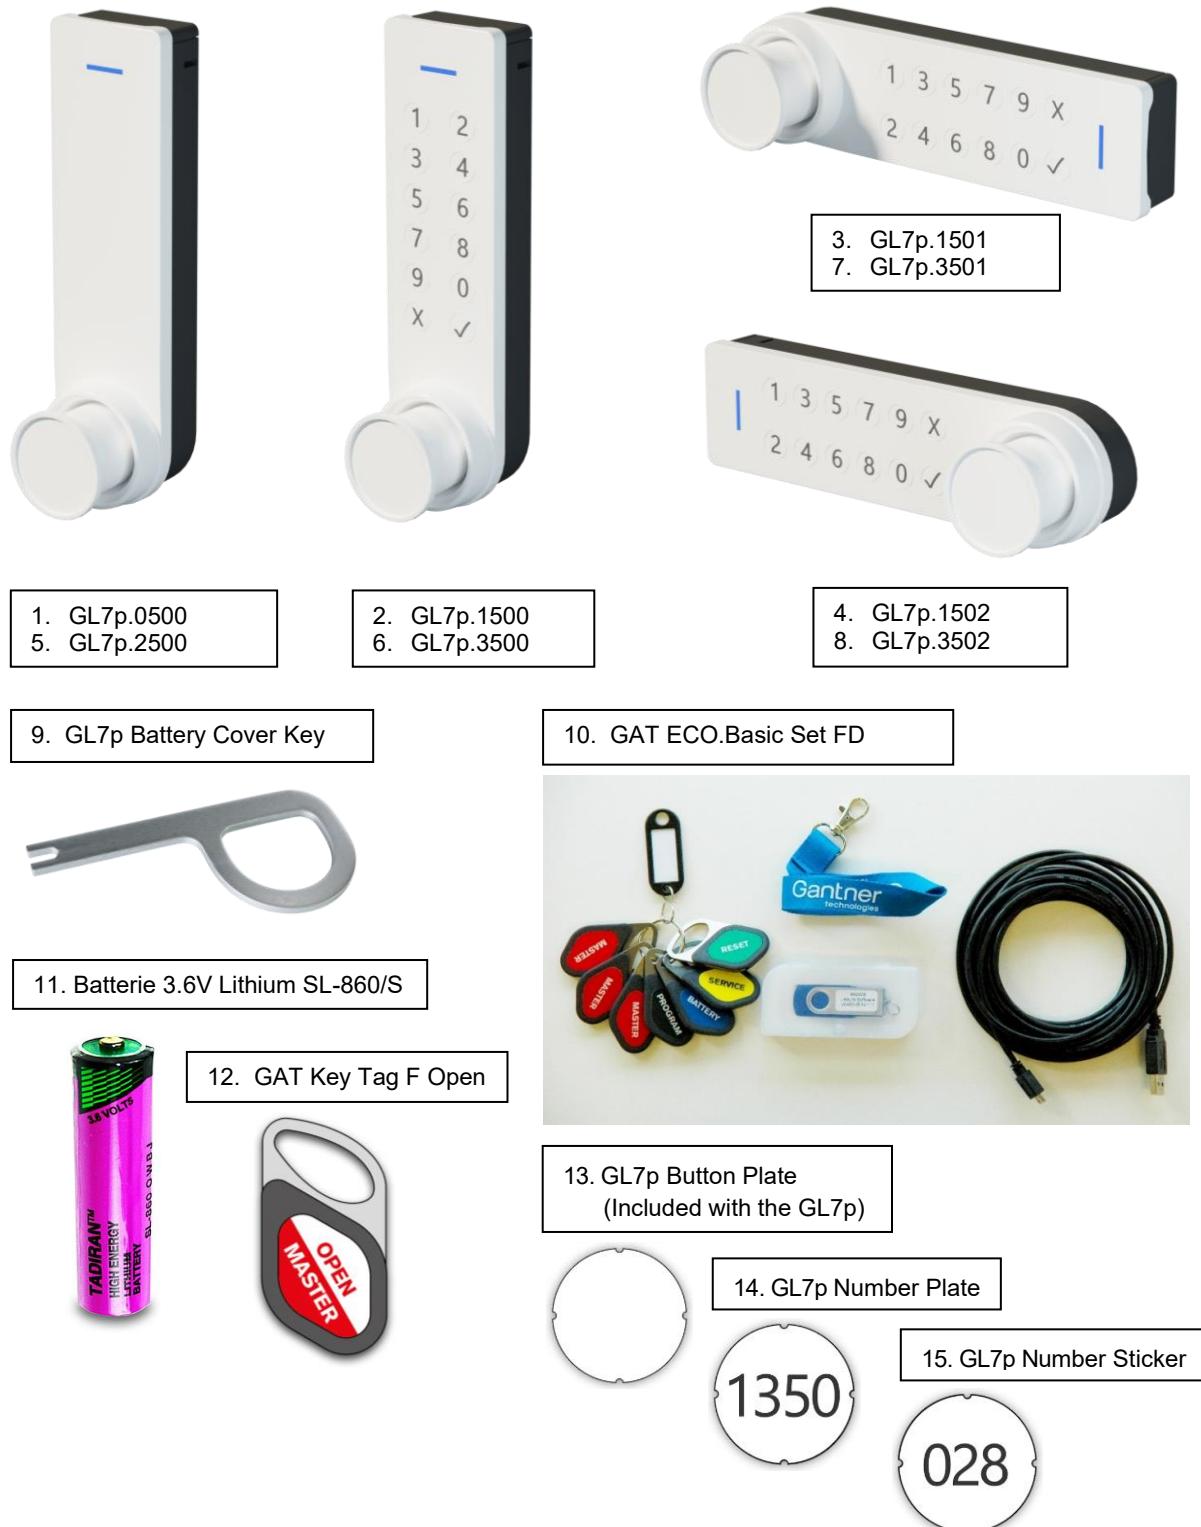 1 2
3 4
5 6
7 8
9 0
X ✓
1 3 5 7 9 X
2 4 6 8 0 ✓
3. GL7p.1501
7. GL7p.3501
1 3 5 7 9 X
2 4 6 8 0 ✓
1. GL7p.0500
5. GL7p.2500
2. GL7p.1500
6. GL7p.3500
4. GL7p.1502
8. GL7p.3502
9. GL7p Battery Cover Key
10. GAT ECO.Basic Set FD
Gantner
technologies
MASTER
MASTER
MASTER
PROGRAM
BATTERY
SERVICE
RESET
11. Batterie 3.6V Lithium SL-860/S
3.6 VOLTS
TADIRAN™
HIGH ENERGY
LITHIUM
BATTERY
12. GAT Key Tag F Open
OPEN
MASTER
13. GL7p Button Plate
(Included with the GL7p)
14. GL7p Number Plate
1350
15. GL7p Number Sticker
028